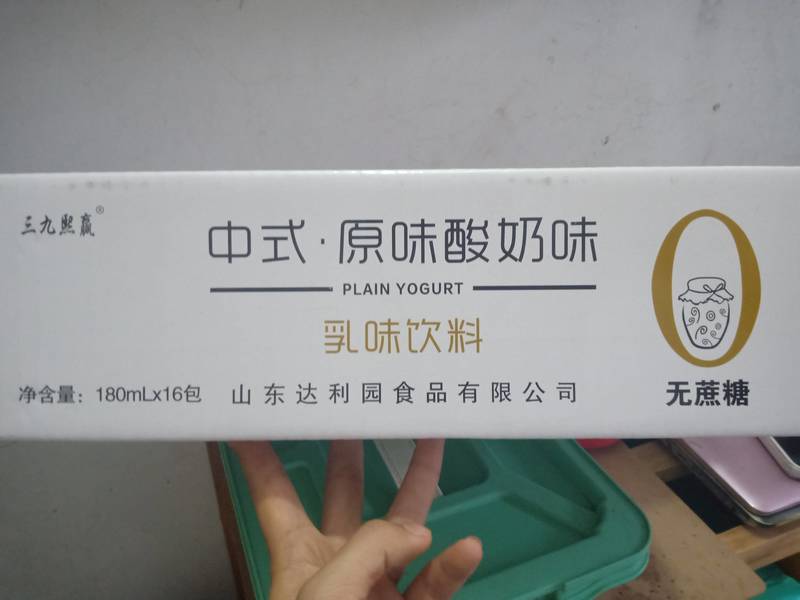 三九熙赢®
中式·原味酸奶味
PLAIN YOGURT
乳味饮料
净含量：180mLx16包 山东达利园食品有限公司
无蔗糖